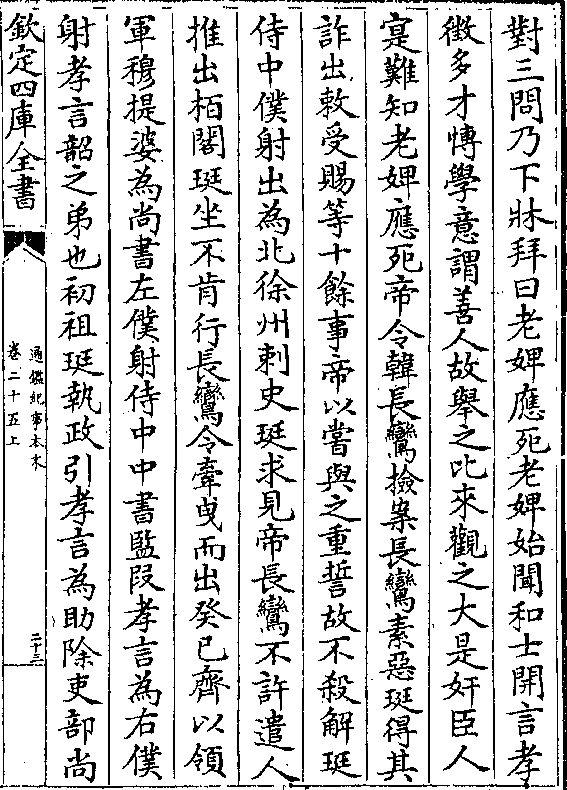 對三問乃下牀拜曰老婢應死老婢始聞和士開言孝
徴多才愽學意謂善人故舉之比來觀之大是奸臣人
寔難知老婢應死帝令韓長鸞撿案長鸞素惡珽得其
詐出敕受賜等十餘事帝以嘗與之重誓故不殺解珽
侍中僕射出為北徐州刺史珽求見帝長鸞不許遣人
推出栢閤珽坐不肯行長鸞令牽曳而出癸巳齊以領
軍穆提婆為尚書左僕射侍中中書監段孝言為右僕
射孝言韶之弟也初祖珽執政引孝言為助除吏部尚
欽定四庫全書
通鑑紀事本末
卷二十五上
二十三